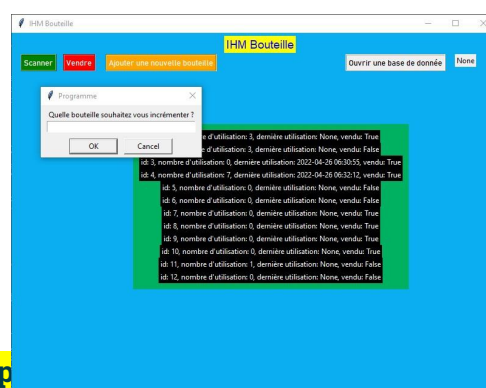 IHM Bouteille
IHM Bouteille
Scanner Vendre Ajouter une nouvelle bouteille Ouvrir une base de donnée None
Programme
Quelle bouteille souhaitez vous incrémenter ?
OK Cancel
re d'utilisation: 3, dernière utilisation: None, vendu: True
re d'utilisation: 3, dernière utilisation: None, vendu: False
id: 3, nombre d'utilisation: 0, dernière utilisation: 2022-04-26 06:30:55, vendu: True
id: 4, nombre d'utilisation: 7, dernière utilisation: 2022-04-26 06:32:12, vendu: True
id: 5, nombre d'utilisation: 0, dernière utilisation: None, vendu: False
id: 6, nombre d'utilisation: 0, dernière utilisation: None, vendu: False
id: 7, nombre d'utilisation: 0, dernière utilisation: None, vendu: True
id: 8, nombre d'utilisation: 0, dernière utilisation: None, vendu: True
id: 9, nombre d'utilisation: 0, dernière utilisation: None, vendu: True
id: 10, nombre d'utilisation: 0, dernière utilisation: None, vendu: True
id: 11, nombre d'utilisation: 1, dernière utilisation: None, vendu: False
id: 12, nombre d'utilisation: 0, dernière utilisation: None, vendu: False
p